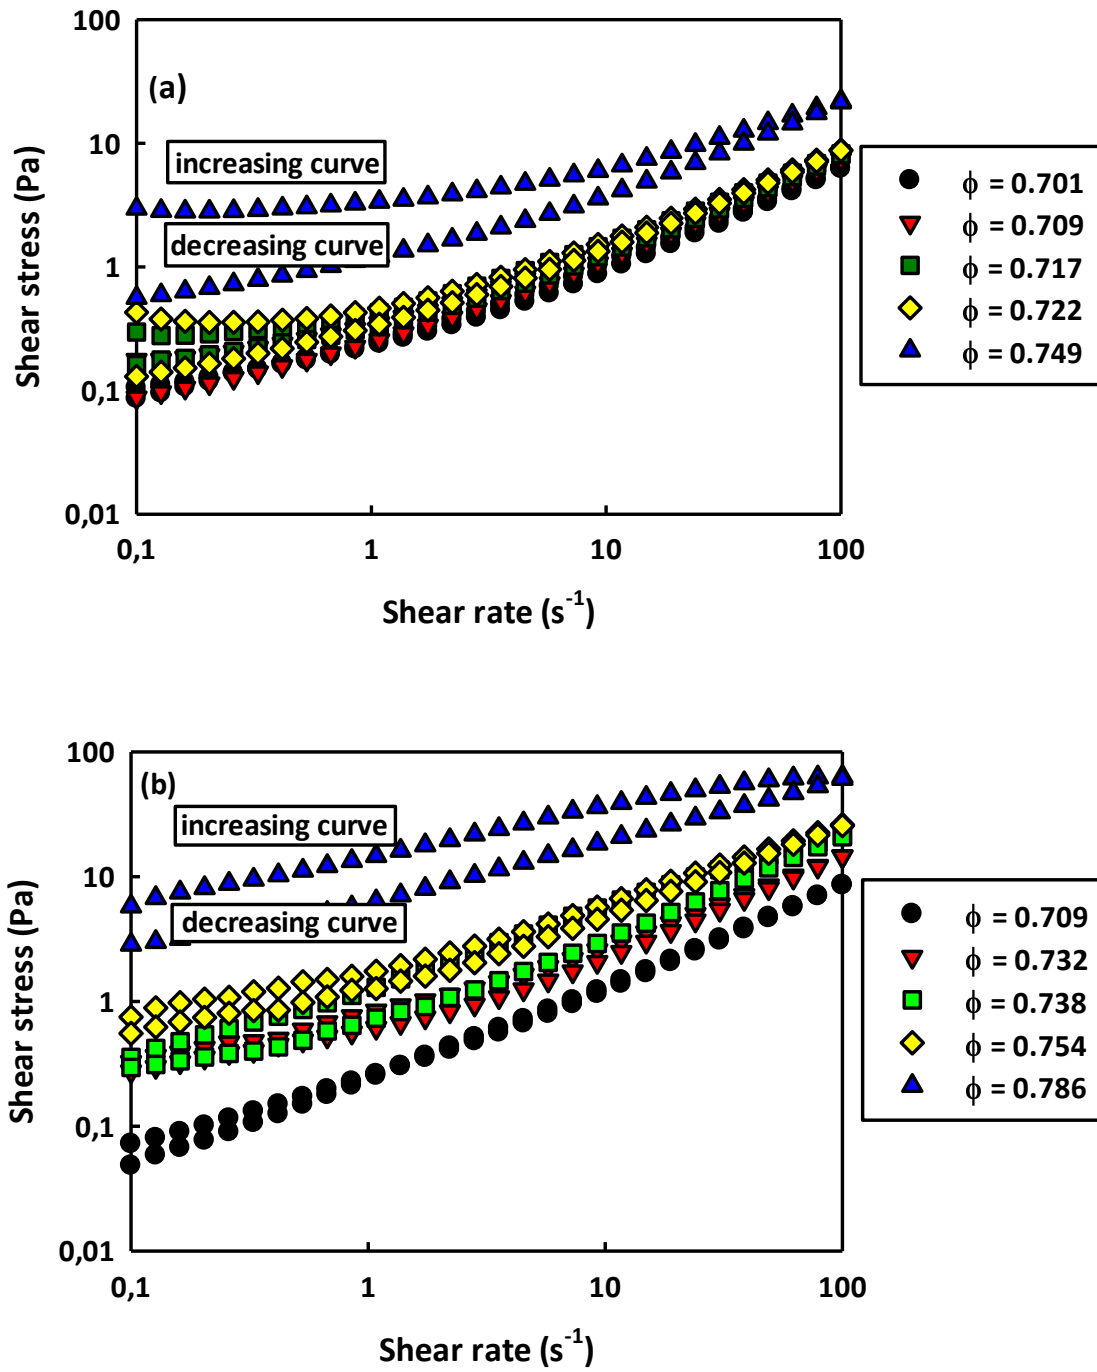 100
(a)
10
increasing curve
decreasing curve
1
0,1
0,01
0,1
1
10
100
Shear stress (Pa)
Shear rate (s⁻¹)
ϕ = 0.701
ϕ = 0.709
ϕ = 0.717
ϕ = 0.722
ϕ = 0.749
100
(b)
increasing curve
10
decreasing curve
1
0,1
0,01
0,1
1
10
100
Shear stress (Pa)
Shear rate (s⁻¹)
ϕ = 0.709
ϕ = 0.732
ϕ = 0.738
ϕ = 0.754
ϕ = 0.786